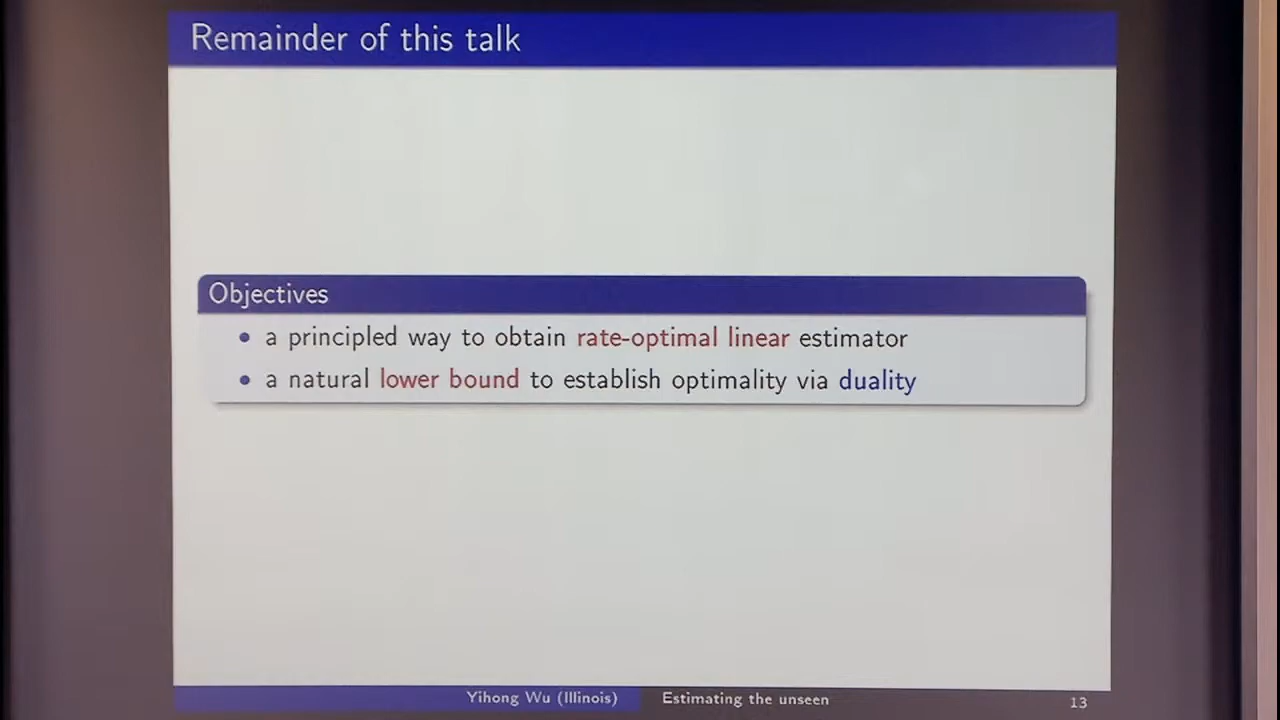 Remainder of this talk
Objectives
• a principled way to obtain rate-optimal linear estimator
• a natural lower bound to establish optimality via duality
Yihong Wu (Illinois) Estimating the unseen 13